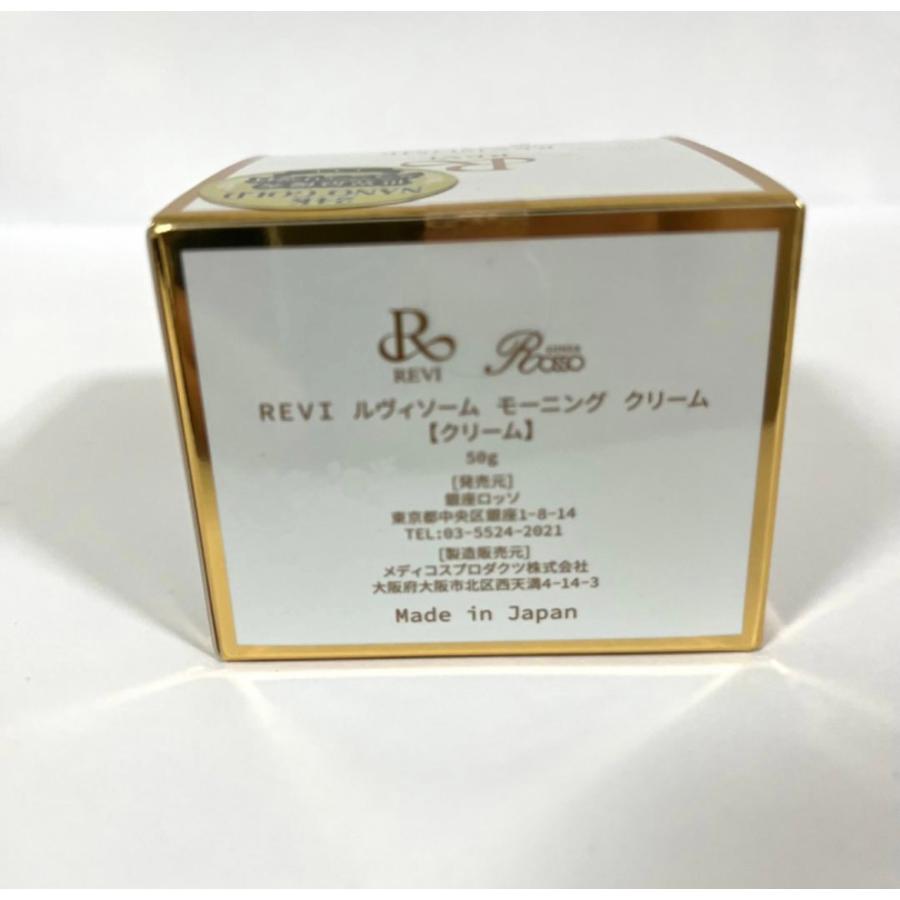 24K
NANO GOLD
R
REVI
GINZA
Rosso
REVI ルヴィソーム モーニング クリーム
【クリーム】
50g
[発売元]
銀座ロッソ
東京都中央区銀座1-8-14
TEL:03-5524-2021
[製造販売元]
メディコスプロダクツ株式会社
大阪府大阪市北区西天満4-14-3
Made in Japan